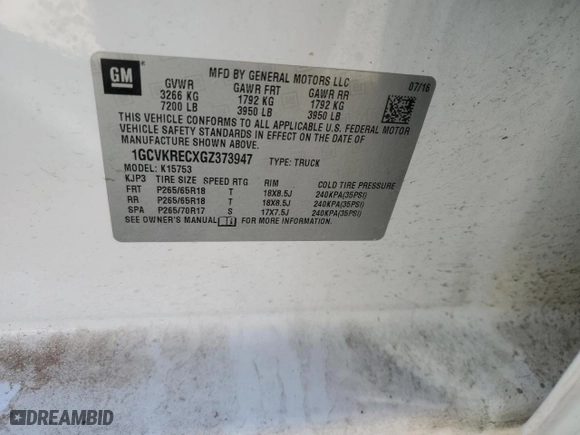 GM
MFD BY GENERAL MOTORS LLC
07/16
GVWR GAWR FRT GAWR RR
3266 KG 1792 KG 1792 KG
7200 LB 3950 LB 3950 LB
THIS VEHICLE CONFORMS TO ALL APPLICABLE U.S. FEDERAL MOTOR
VEHICLE SAFETY STANDARDS IN EFFECT ON THE DATE OF
MANUFACTURE SHOWN ABOVE.
1GCVKRECXGZ373947 TYPE: TRUCK
MODEL: K15753
KJP3 TIRE SIZE SPEED RTG RIM COLD TIRE PRESSURE
FRT P265/65R18 T 18X8.5J 240KPA(35PSI)
RR P265/65R18 T 18X8.5J 240KPA(35PSI)
SPA P265/70R17 S 17X7.5J 240KPA(35PSI)
SEE OWNER'S MANUAL FOR MORE INFORMATION.
DREAMBID